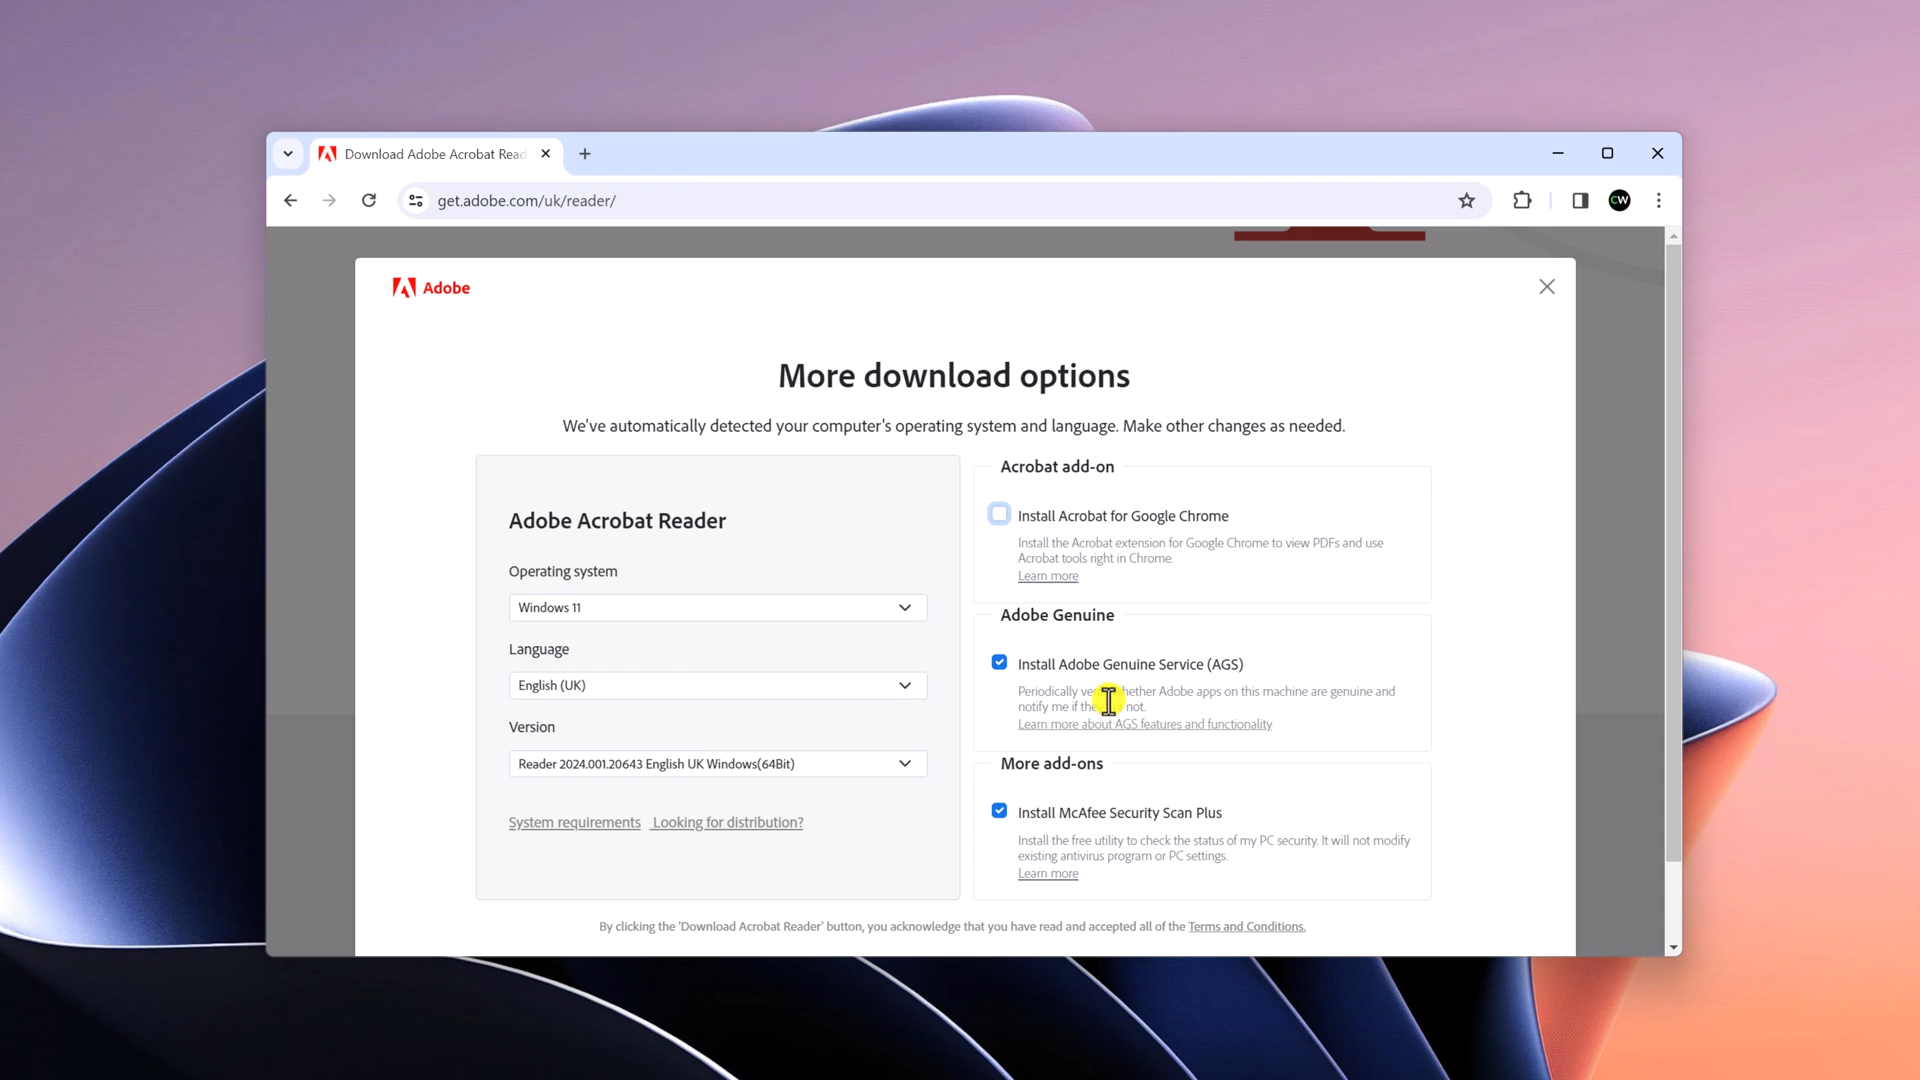 Download Adobe Acrobat Read
get.adobe.com/uk/reader/
CW
Adobe
More download options
We've automatically detected your computer's operating system and language. Make other changes as needed.
Adobe Acrobat Reader
Operating system
Windows 11
Language
English (UK)
Version
Reader 2024.001.20643 English UK Windows(64Bit)
System requirements Looking for distribution?
Acrobat add-on
Install Acrobat for Google Chrome
Install the Acrobat extension for Google Chrome to view PDFs and use
Acrobat tools right in Chrome.
Learn more
Adobe Genuine
Install Adobe Genuine Service (AGS)
Periodically hether Adobe apps on this machine are genuine and
notify me if not.
Learn more about AGS features and functionality
More add-ons
Install McAfee Security Scan Plus
Install the free utility to check the status of my PC security. It will not modify
existing antivirus program or PC settings.
Learn more
By clicking the 'Download Acrobat Reader' button, you acknowledge that you have read and accepted all of the Terms and Conditions.